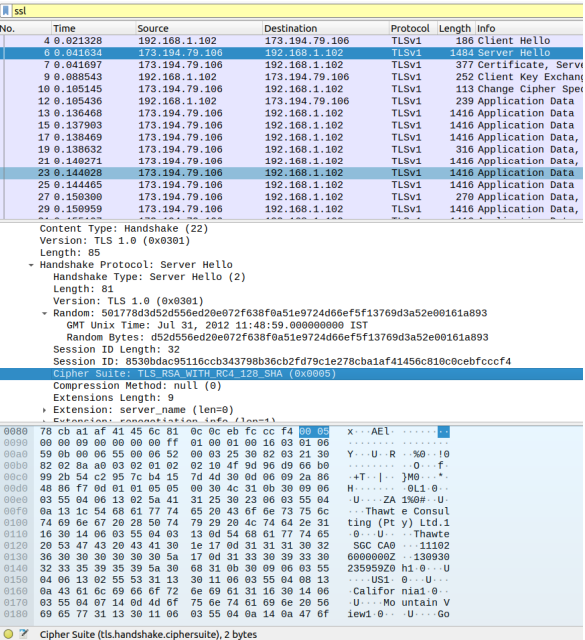 ssl
No. Time Source Destination Protocol Length Info
4 0.021328 192.168.1.102 173.194.79.106 TLSv1 186 Client Hello
6 0.041634 173.194.79.106 192.168.1.102 TLSv1 1484 Server Hello
7 0.041697 173.194.79.106 192.168.1.102 TLSv1 377 Certificate, Serve
9 0.088543 192.168.1.102 173.194.79.106 TLSv1 252 Client Key Exchang
10 0.105145 173.194.79.106 192.168.1.102 TLSv1 113 Change Cipher Spec
12 0.105436 192.168.1.102 173.194.79.106 TLSv1 239 Application Data
13 0.136468 173.194.79.106 192.168.1.102 TLSv1 1416 Application Data
15 0.137903 173.194.79.106 192.168.1.102 TLSv1 1416 Application Data
17 0.138469 173.194.79.106 192.168.1.102 TLSv1 1416 Application Data,
19 0.138632 173.194.79.106 192.168.1.102 TLSv1 316 Application Data,
21 0.140271 173.194.79.106 192.168.1.102 TLSv1 1416 Application Data,
23 0.144028 173.194.79.106 192.168.1.102 TLSv1 1416 Application Data
25 0.144465 173.194.79.106 192.168.1.102 TLSv1 1416 Application Data
27 0.150300 173.194.79.106 192.168.1.102 TLSv1 270 Application Data,
29 0.150959 173.194.79.106 192.168.1.102 TLSv1 1416 Application Data,
Content Type: Handshake (22)
Version: TLS 1.0 (0x0301)
Length: 85
Handshake Protocol: Server Hello
Handshake Type: Server Hello (2)
Length: 81
Version: TLS 1.0 (0x0301)
Random: 501778d3d52d556ed20e072f638f0a51e9724d66ef5f13769d3a52e00161a893
GMT Unix Time: Jul 31, 2012 11:48:59.000000000 IST
Random Bytes: d52d556ed20e072f638f0a51e9724d66ef5f13769d3a52e00161a893
Session ID Length: 32
Session ID: 8530bdac95116ccb343798b36cb2fd79c1e278cba1af41456c810c0cebfcccf4
Cipher Suite: TLS_RSA_WITH_RC4_128_SHA (0x0005)
Compression Method: null (0)
Extensions Length: 9
Extension: server_name (len=0)
Extension: renegotiation_info (len=1)
0080 78 cb a1 af 41 45 6c 81 0c 0c eb fc cc f4 00 05 x···AEl· ········
0090 00 00 09 00 00 00 00 ff 01 00 01 00 16 03 01 06 ········ ········
00a0 59 0b 00 06 55 00 06 52 00 03 25 30 82 03 21 30 Y···U··R ··%0··!0
00b0 82 02 8a a0 03 02 01 02 02 10 4f 9d 96 d9 66 b0 ········ ··O···f·
00c0 99 2b 54 c2 95 7c b4 15 7d 4d 30 0d 06 09 2a 86 ·+T··|·· }M0···*·
00d0 48 86 f7 0d 01 01 05 05 00 30 4c 31 0b 30 09 06 H······· ·0L1·0··
00e0 03 55 04 06 13 02 5a 41 31 25 30 23 06 03 55 04 ·U····ZA 1%0#··U·
00f0 0a 13 1c 54 68 61 77 74 65 20 43 6f 6e 73 75 6c ···Thawt e Consul
0100 74 69 6e 67 20 28 50 74 79 29 20 4c 74 64 2e 31 ting (Pt y) Ltd.1
0110 16 30 14 06 03 55 04 03 13 0d 54 68 61 77 74 65 ·0···U·· ··Thawte
0120 20 53 47 43 20 43 41 30 1e 17 0d 31 31 31 30 32 SGC CA0 ···11102
0130 36 30 30 30 30 30 30 5a 17 0d 31 33 30 39 33 30 6000000Z ··130930
0140 32 33 35 39 35 39 5a 30 68 31 0b 30 09 06 03 55 235959Z0 h1·0···U
0150 04 06 13 02 55 53 31 13 30 11 06 03 55 04 08 13 ····US1· 0···U···
0160 0a 43 61 6c 69 66 6f 72 6e 69 61 31 16 30 14 06 ·Califor nia1·0··
0170 03 55 04 07 14 0d 4d 6f 75 6e 74 61 69 6e 20 56 ·U····Mo untain V
0180 69 65 77 31 13 30 11 06 03 55 04 0a 14 0a 47 6f iew1·0·· ·U····Go
Cipher Suite (tls.handshake.ciphersuite), 2 bytes